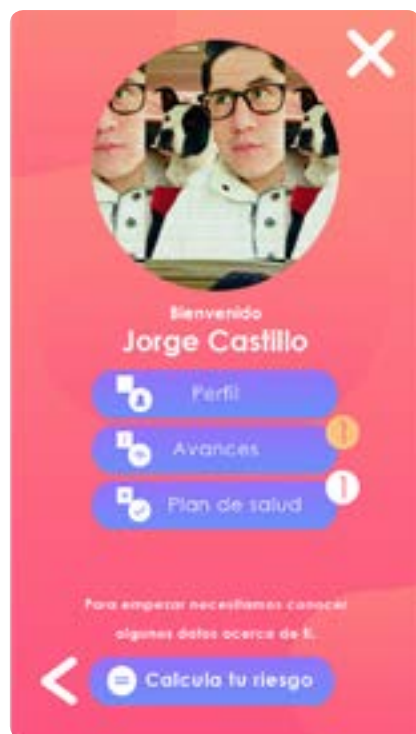 Bienvenido
Jorge Castillo
Perfil
Avances
Plan de salud
Para empezar necesitamos conocer
algunos datos acerca de ti.
Calcula tu riesgo